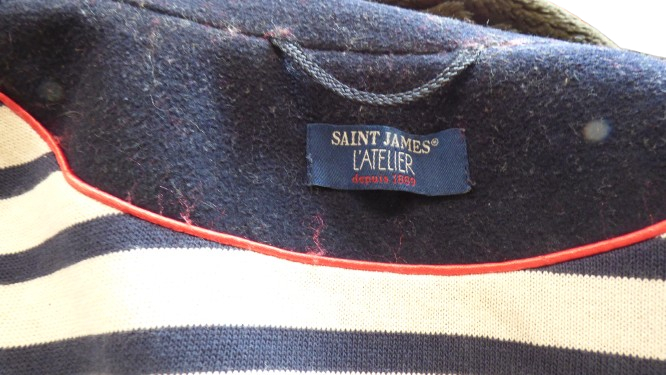 SAINT JAMES®
L'ATELIER
depuis 1889